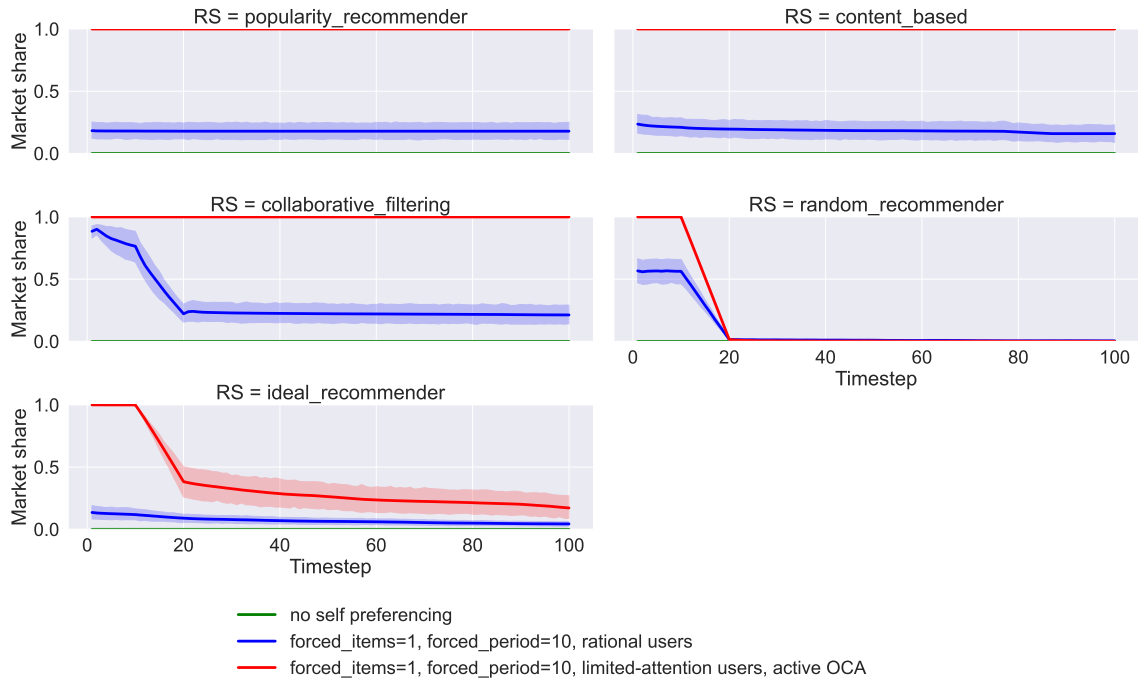 RS = popularity_recommender
RS = content_based
Market share
1.0
0.5
0.0
RS = collaborative_filtering
RS = random_recommender
Market share
1.0
0.5
0.0
0 20 40 60 80 100
Timestep
RS = ideal_recommender
Market share
1.0
0.5
0.0
0 20 40 60 80 100
Timestep
no self preferencing
forced_items=1, forced_period=10, rational users
forced_items=1, forced_period=10, limited-attention users, active OCA